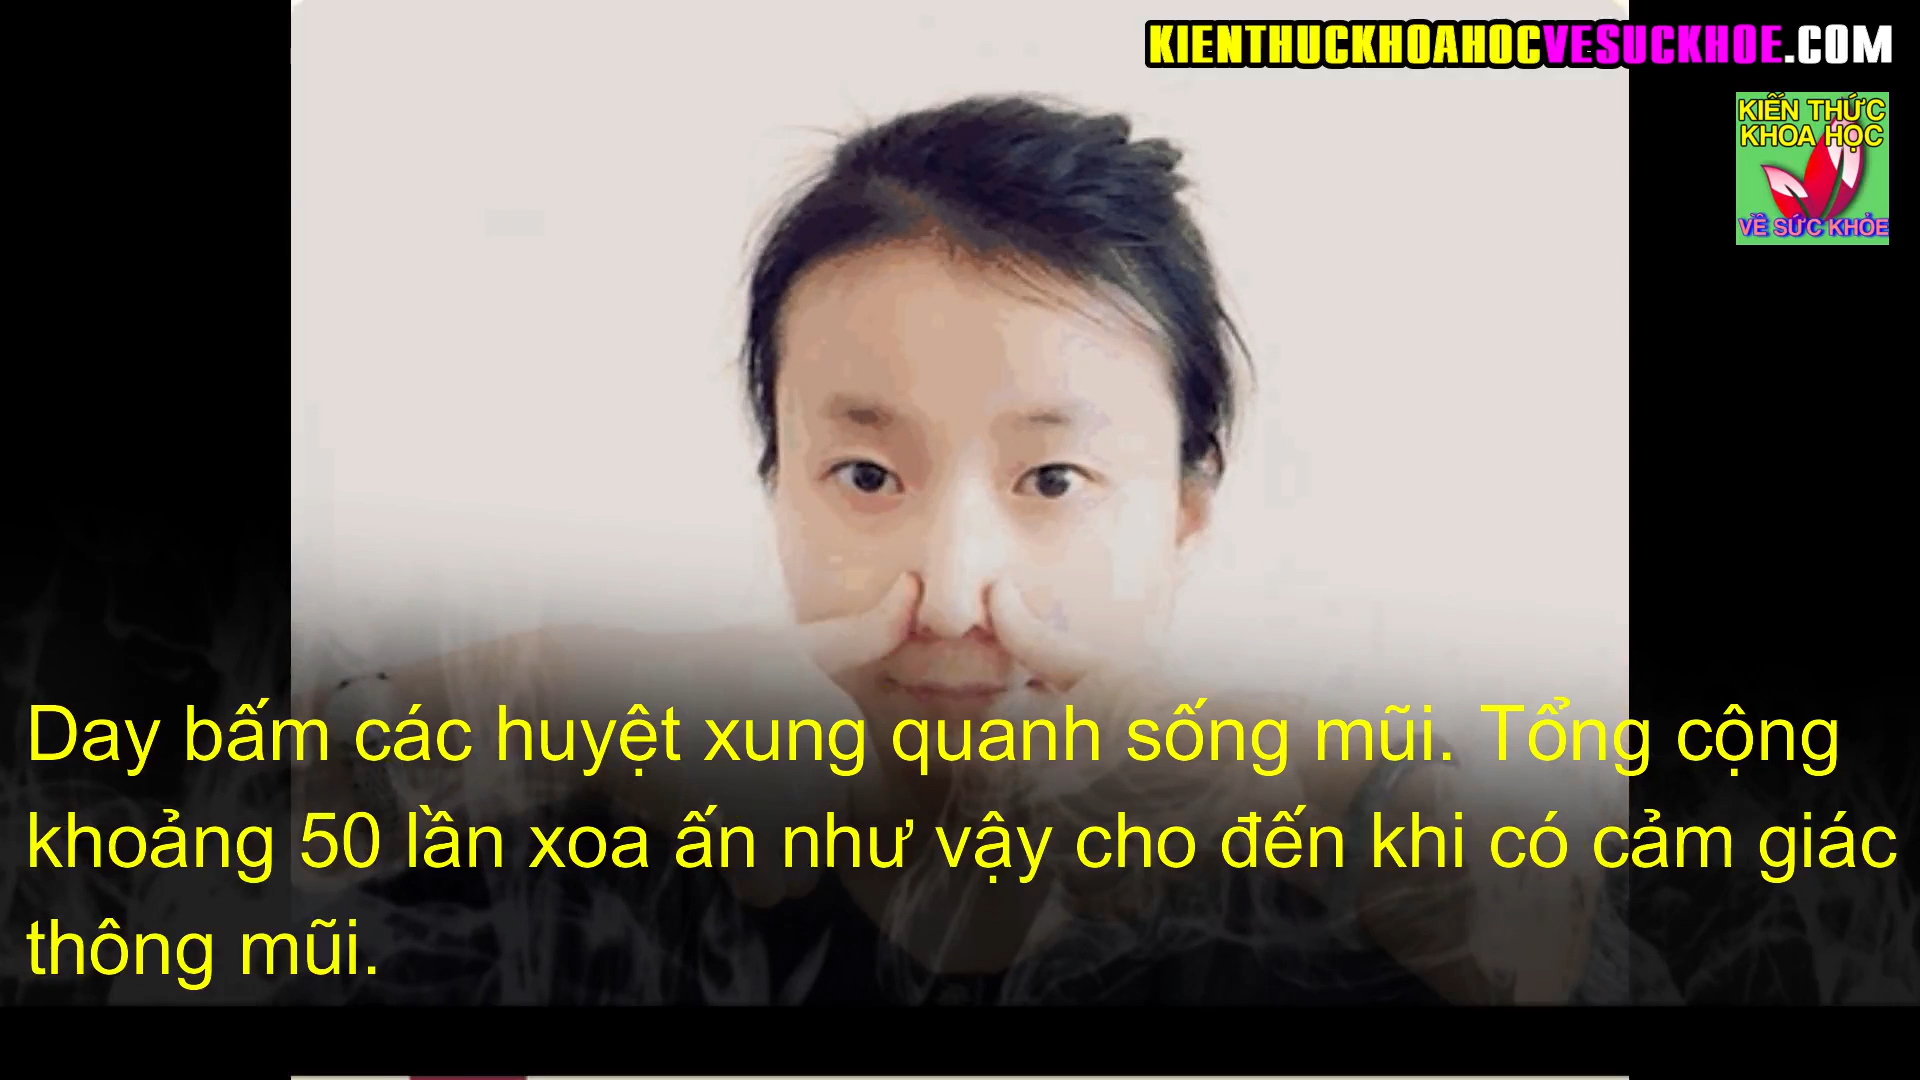 KIENTHUCKHOAHOCVESUCKHOE.COM
KIẾN THỨC
KHOA HỌC
VỀ SỨC KHỎE
Day bấm các huyệt xung quanh sống mũi. Tổng cộng
khoảng 50 lần xoa ấn như vậy cho đến khi có cảm giác
thông mũi.